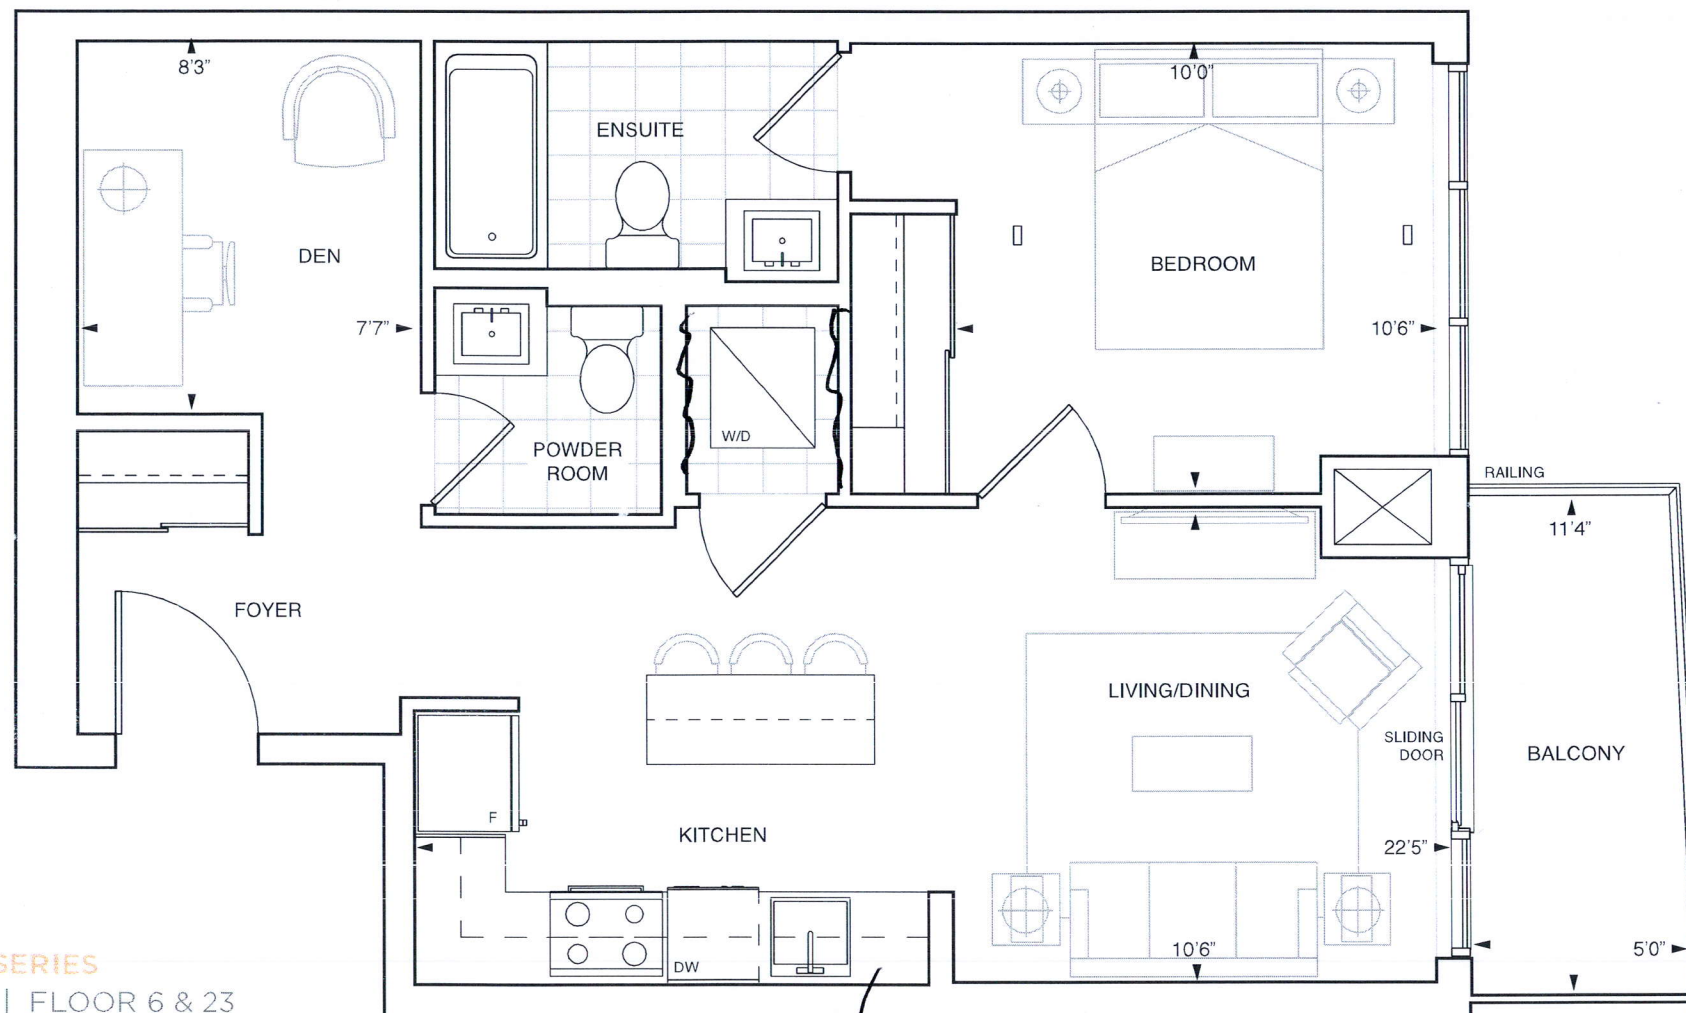 8'3"
10'0"
ENSUITE
DEN
BEDROOM
7'7"
10'6"
W/D
POWDER
ROOM
RAILING
11'4"
FOYER
LIVING/DINING
SLIDING
DOOR
BALCONY
F
KITCHEN
22'5"
10'6"
5'0"
DW
SERIES
| FLOOR 6 & 23